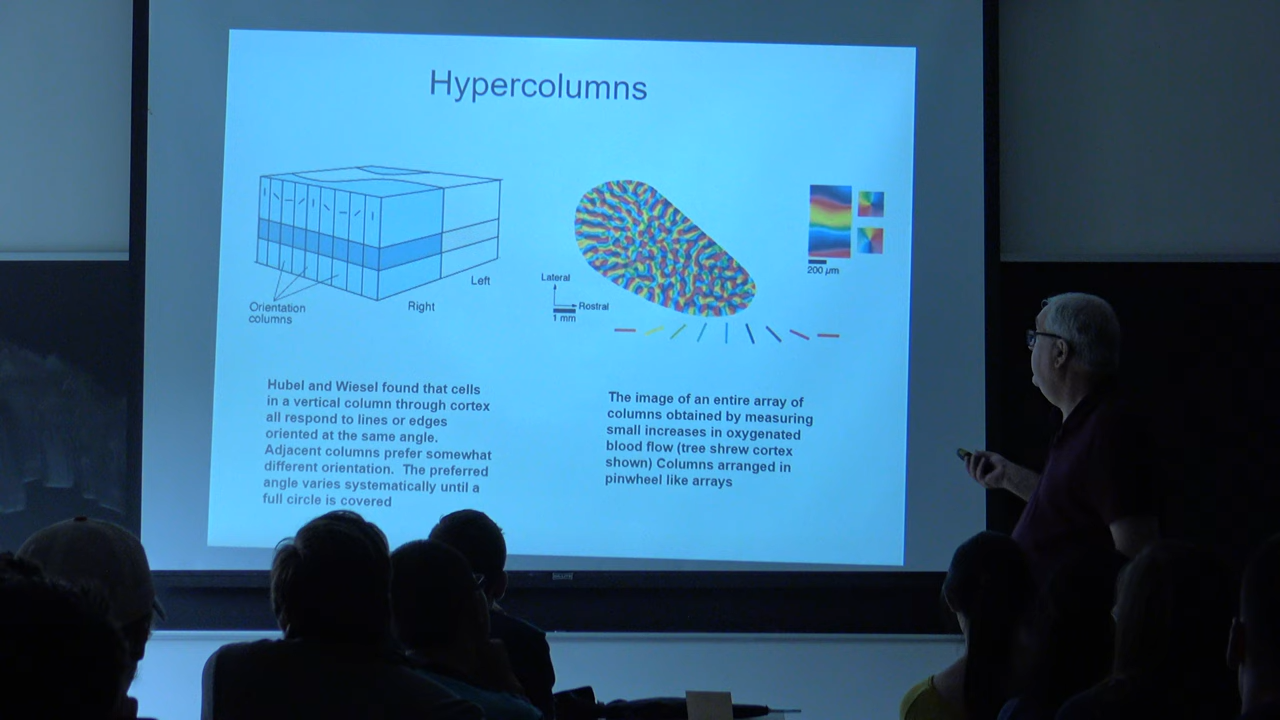 Hypercolumns
Orientation
columns
Right
Left
Lateral
Rostral
1 mm
200 µm
Hubel and Wiesel found that cells
in a vertical column through cortex
all respond to lines or edges
oriented at the same angle.
Adjacent columns prefer somewhat
different orientation.  The preferred
angle varies systematically until a
full circle is covered
The image of an entire array of
columns obtained by measuring
small increases in oxygenated
blood flow (tree shrew cortex
shown) Columns arranged in
pinwheel like arrays